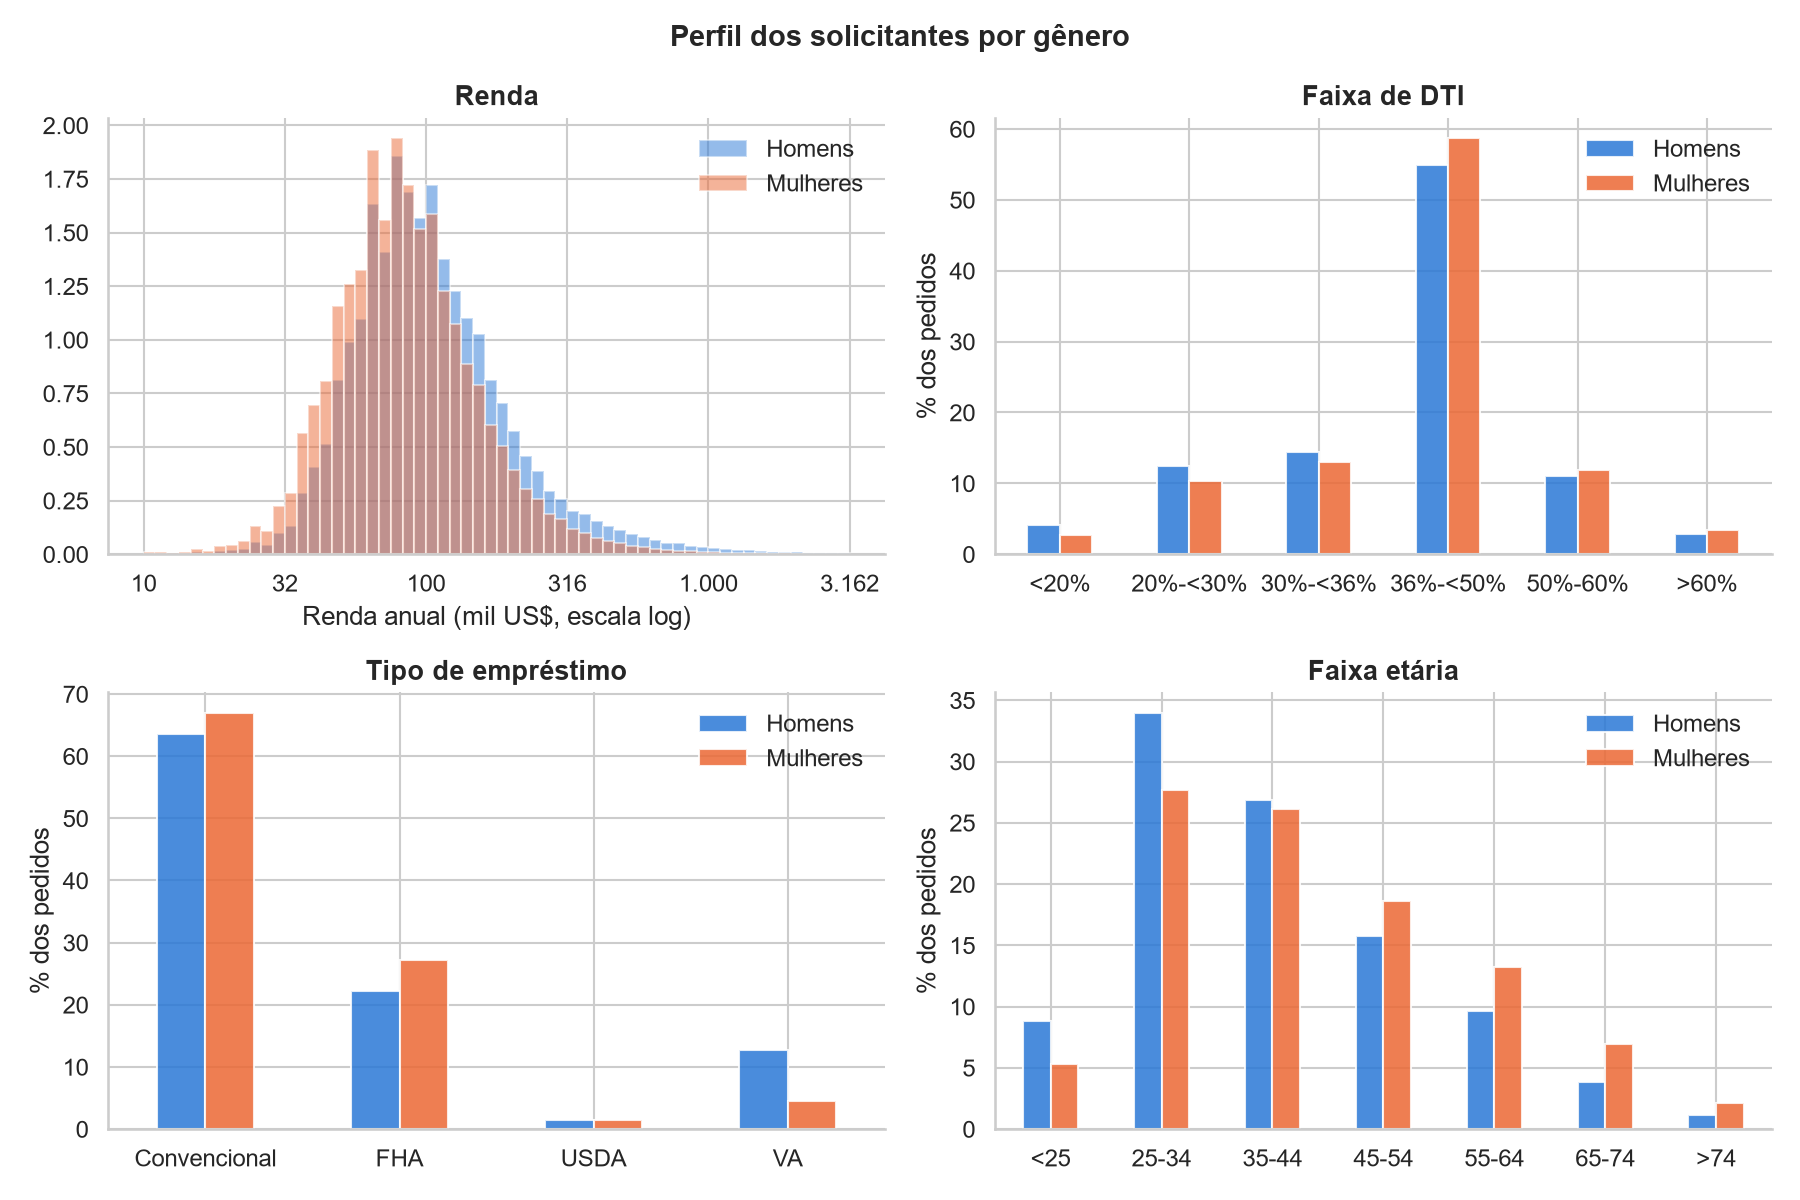 Perfil dos solicitantes por gênero
Renda
2.00
1.75
1.50
1.25
1.00
0.75
0.50
0.25
0.00
Homens
Mulheres
10 32 100 316 1.000 3.162
Renda anual (mil US$, escala log)
Faixa de DTI
% dos pedidos
60
50
40
30
20
10
0
Homens
Mulheres
<20% 20%-<30% 30%-<36% 36%-<50% 50%-60% >60%
Tipo de empréstimo
% dos pedidos
70
60
50
40
30
20
10
0
Homens
Mulheres
Convencional FHA USDA VA
Faixa etária
% dos pedidos
35
30
25
20
15
10
5
0
Homens
Mulheres
<25 25-34 35-44 45-54 55-64 65-74 >74